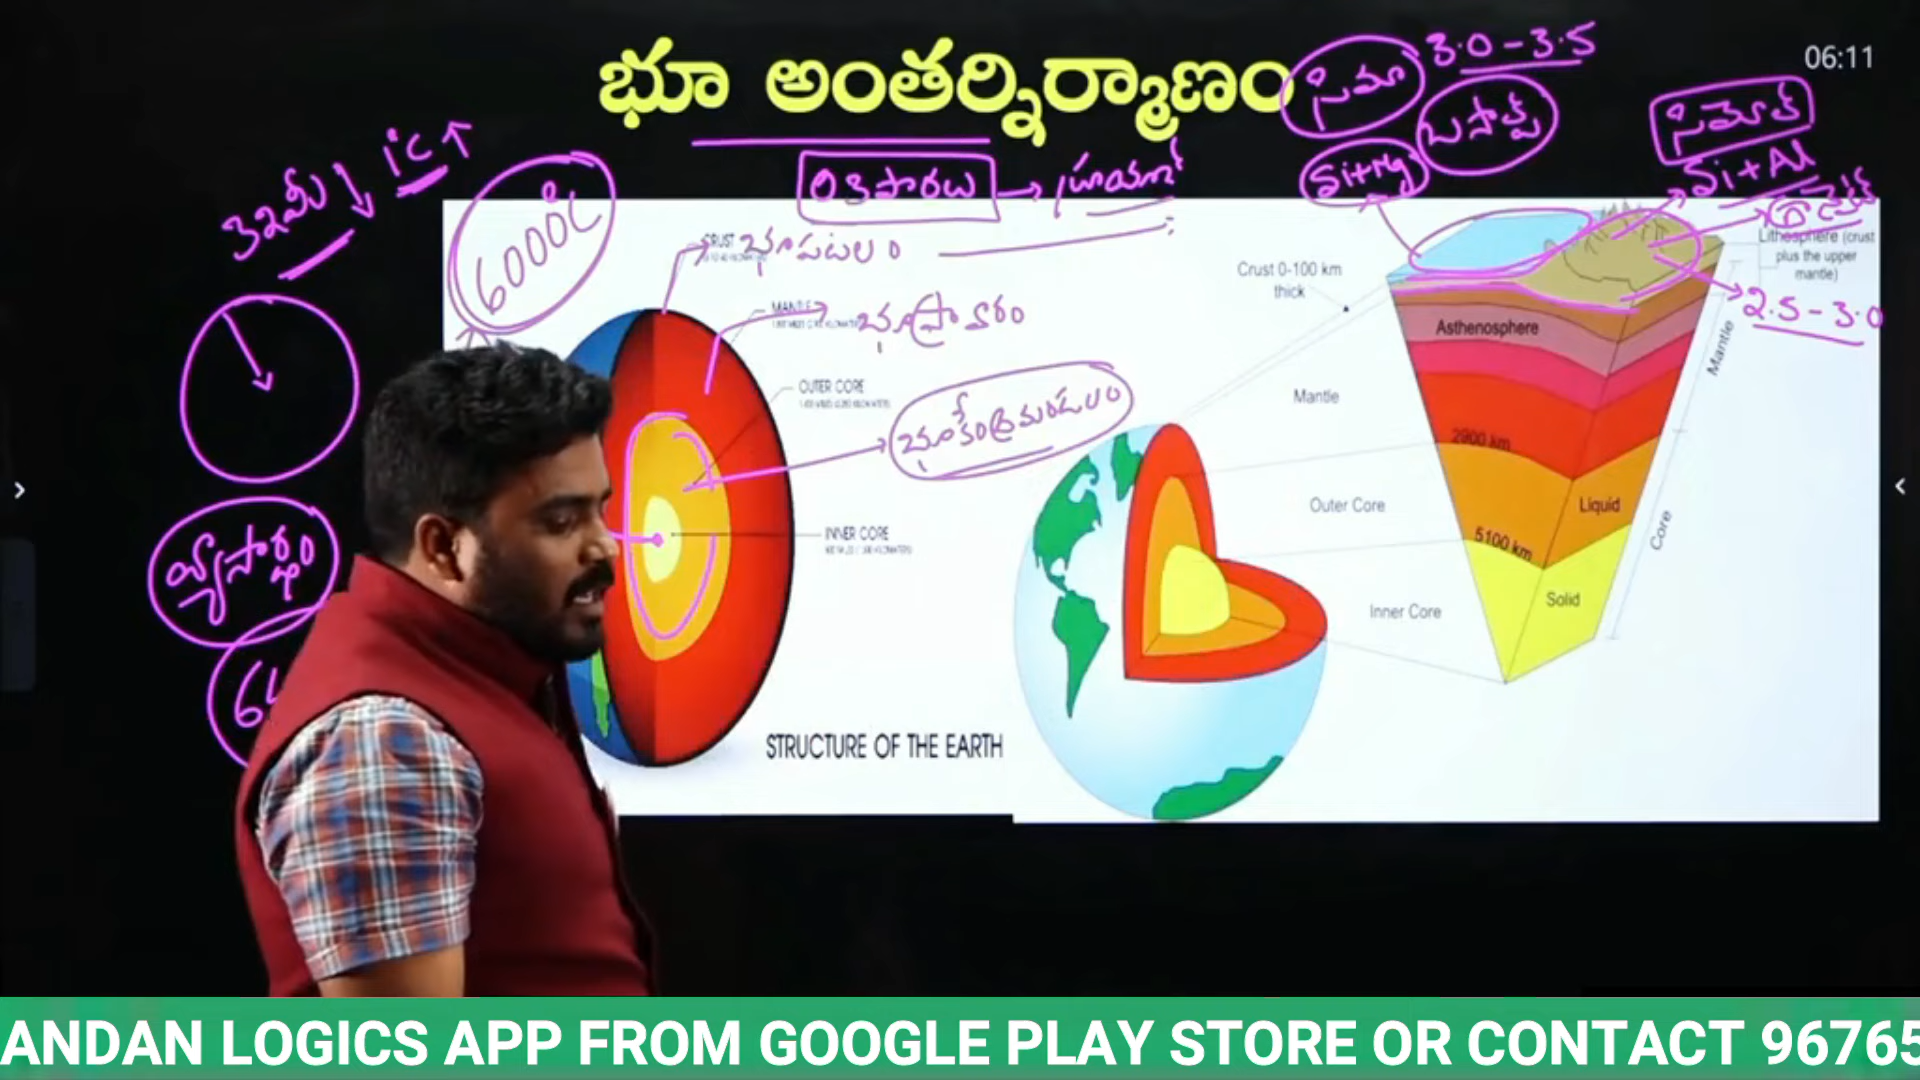 భూ అంతర్నిర్మాణం
06:11
సిమా
3.0-3.5
బసాల్ట్
Si+Mg
Si+Al
2.5-3.0
32మీ ↓ 1°C ↑
6000°C
03 పొరలు →
CRUST
భూపటలం
MANTLE
భూప్రావారం
OUTER CORE
భూకేంద్రమండలం
INNER CORE
వ్యాసార్థం
64
STRUCTURE OF THE EARTH
Crust 0-100 km
thick
Lithosphere (crust
plus the upper
mantle)
Asthenosphere
Mantle
Mantle
2900 km
Outer Core
Liquid
5100 km
Core
Inner Core
Solid
ANDAN LOGICS APP FROM GOOGLE PLAY STORE OR CONTACT 96765